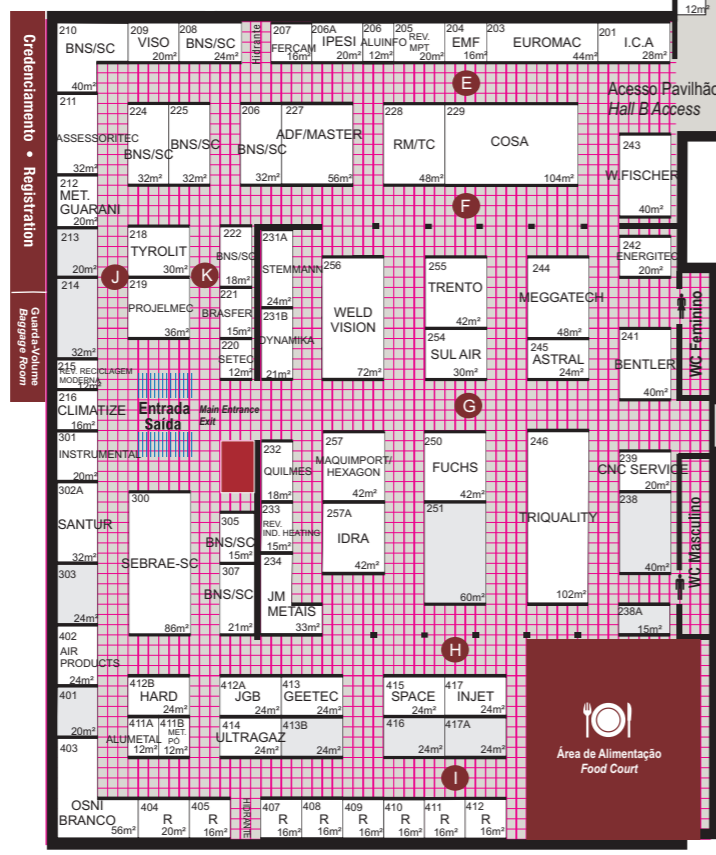 12m²
210
BNS/SC
40m²
209
VISO
20m²
208
BNS/SC
24m²
Hidrante
207
FERÇAM
16m²
206A
IPESI
20m²
206
ALUINFO
12m²
205
REV.
MPT
20m²
204
EMF
16m²
203
EUROMAC
44m²
201
I.C.A
28m²
E
Acesso Pavilhão
Hall B Access
Credenciamento • Registration
211
ASSESSORITEC
32m²
224
BNS/SC
32m²
225
BNS/SC
32m²
206
BNS/SC
32m²
227
ADF/MASTER
56m²
228
RM/TC
48m²
229
COSA
104m²
243
W.FISCHER
40m²
212
MET.
GUARANI
20m²
F
213
20m²
218
TYROLIT
30m²
222
BNS/SC
18m²
231A
STEMMANN
24m²
256
WELD
VISION
72m²
255
TRENTO
42m²
244
MEGGATECH
48m²
242
ENERGITEC
20m²
J
K
214
32m²
219
PROJELMEC
36m²
221
BRASFER
15m²
231B
DYNAMIKA
21m²
220
SETEC
12m²
254
SUL AIR
30m²
245
ASTRAL
24m²
241
BENTLER
40m²
WC Feminino
Guarda-Volume
Baggage Room
215
REV. RECICLAGEM
MODERNA
12m²
216
CLIMATIZE
16m²
Entrada
Saída
Main Entrance
Exit
G
301
INSTRUMENTAL
20m²
232
QUILMES
18m²
257
MAQUIMPORT/
HEXAGON
42m²
250
FUCHS
42m²
246
TRIQUALITY
102m²
239
CNC SERVICE
20m²
302A
SANTUR
32m²
300
SEBRAE-SC
86m²
305
BNS/SC
15m²
233
REV.
IND. HEATING
15m²
257A
IDRA
42m²
251
60m²
238
40m²
WC Masculino
303
24m²
307
BNS/SC
21m²
234
JM
METAIS
33m²
238A
15m²
402
AIR
PRODUCTS
24m²
H
401
20m²
412B
HARD
24m²
412A
JGB
24m²
413
GEETEC
24m²
415
SPACE
24m²
417
INJET
24m²
411A
ALUMETAL
12m²
411B
MET.
PÓ
12m²
414
ULTRAGAZ
24m²
413B
24m²
416
24m²
417A
24m²
Área de Alimentação
Food Court
403
OSNI
BRANCO
56m²
I
404
R
20m²
405
R
16m²
HIDRANTE
407
R
16m²
408
R
16m²
409
R
16m²
410
R
16m²
411
R
16m²
412
R
16m²